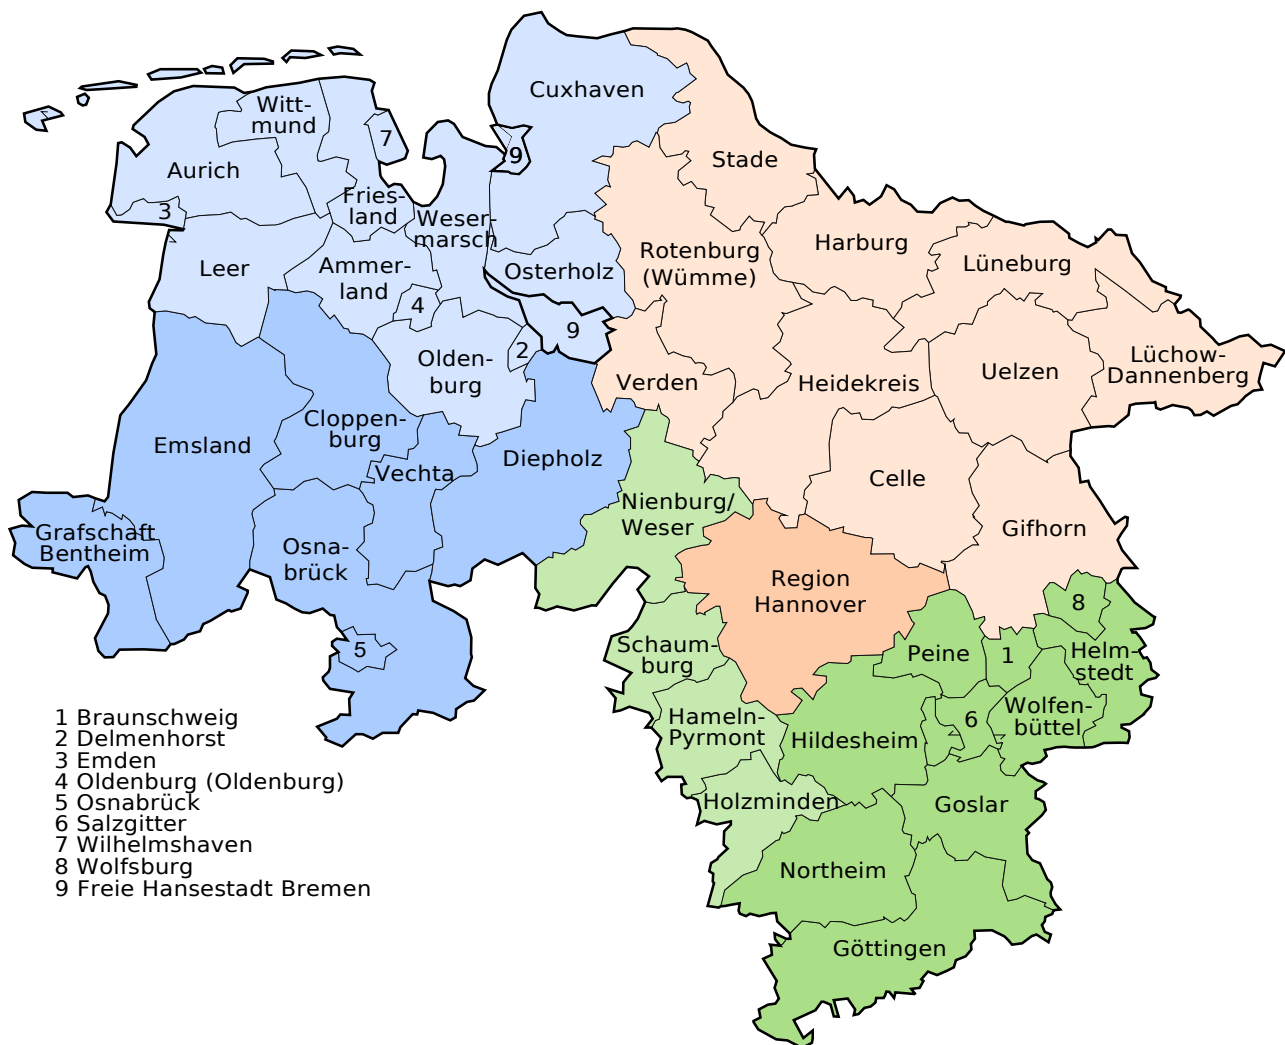 Cuxhaven
Witt-
mund
7
9
Stade
Aurich
Fries-
land
3
Weser-
marsch
Rotenburg
(Wümme)
Harburg
Lüneburg
Leer
Ammer-
land
Osterholz
4
9
2
Olden-
burg
Verden
Heidekreis
Uelzen
Lüchow-
Dannenberg
Emsland
Cloppen-
burg
Vechta
Diepholz
Celle
Nienburg/
Weser
Gifhorn
Grafschaft
Bentheim
Osna-
brück
Region
Hannover
8
5
Schaum-
burg
Peine
1
Helm-
stedt
Hameln-
Pyrmont
Hildesheim
6
Wolfen-
büttel
Holzminden
Goslar
Northeim
Göttingen
1 Braunschweig
2 Delmenhorst
3 Emden
4 Oldenburg (Oldenburg)
5 Osnabrück
6 Salzgitter
7 Wilhelmshaven
8 Wolfsburg
9 Freie Hansestadt Bremen